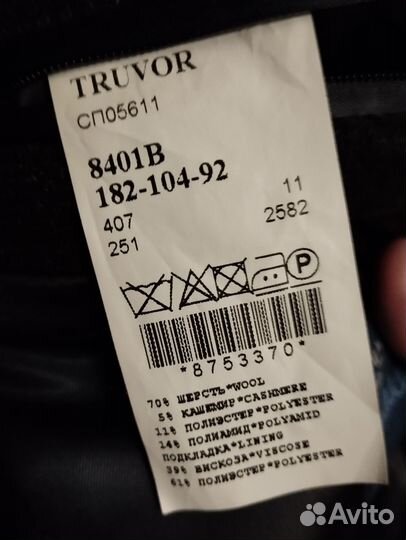 TRUVOR
СП05611
8401В
182-104-92
407 11
251 2582
P
*8753370*
70% ШЕРСТЬ*WOOL
5% КАШЕМИР*CASHMERE
11% ПОЛИЭСТЕР*POLYESTER
14% ПОЛИАМИД*POLYAMID
ПОДКЛАДКА*LINING
39% ВИСКОЗА*VISCOSE
61% ПОЛИЭСТЕР*POLYESTER
Avito